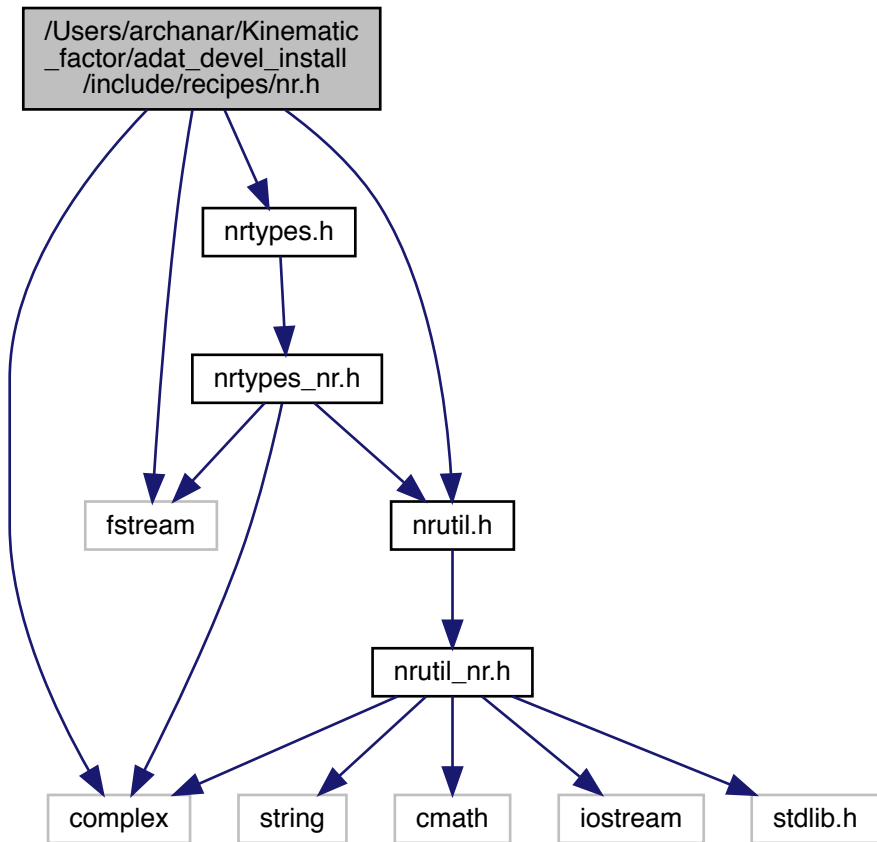 /Users/archanar/Kinematic
_factor/adat_devel_install
/include/recipes/nr.h
nrtypes.h
nrtypes_nr.h
fstream
nrutil.h
nrutil_nr.h
complex
string
cmath
iostream
stdlib.h